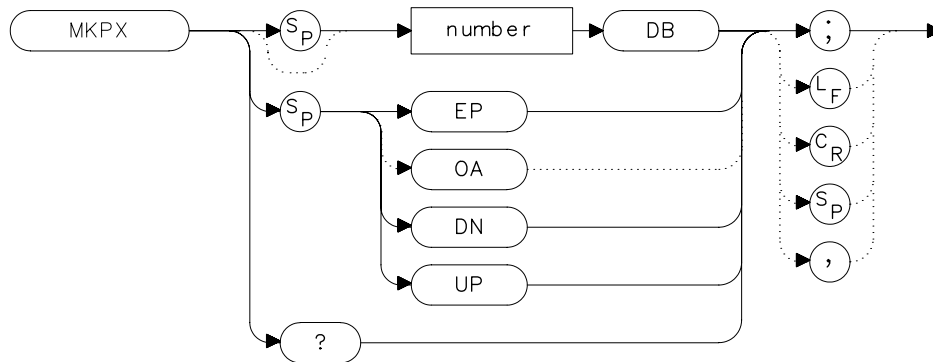 MKPX SP number DB ;
LF
SP EP
CR
OA
SP
DN
,
UP
?